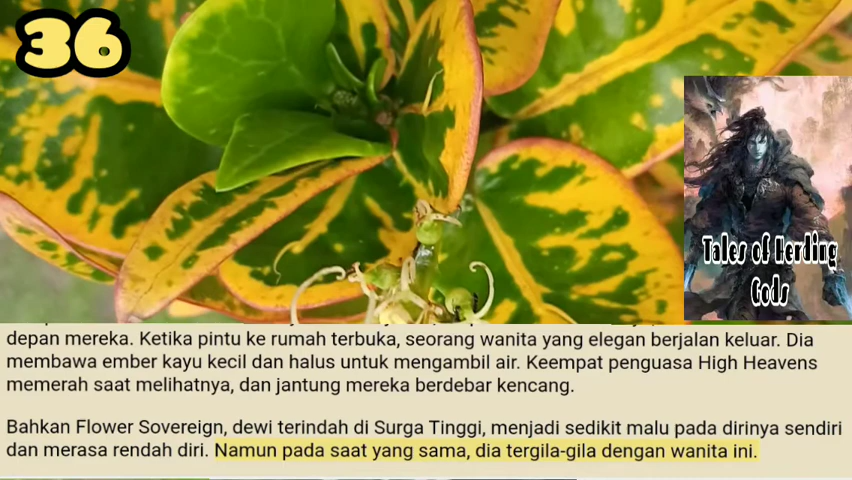 36
Tales of Herding
Gods
depan mereka. Ketika pintu ke rumah terbuka, seorang wanita yang elegan berjalan keluar. Dia
membawa ember kayu kecil dan halus untuk mengambil air. Keempat penguasa High Heavens
memerah saat melihatnya, dan jantung mereka berdebar kencang.
Bahkan Flower Sovereign, dewi terindah di Surga Tinggi, menjadi sedikit malu pada dirinya sendiri
dan merasa rendah diri. Namun pada saat yang sama, dia tergila-gila dengan wanita ini.